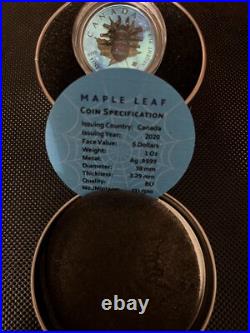 CANADA
MAPLE LEAF
COIN SPECIFICATION
Issuing Country: Canada
Issuing Year: 2020
Face Value: 5 Dollars
Weight: 1 Oz
Metal: Ag .9999
Diameter: 38 mm
Thickness: 3.29 mm
Quality: BU